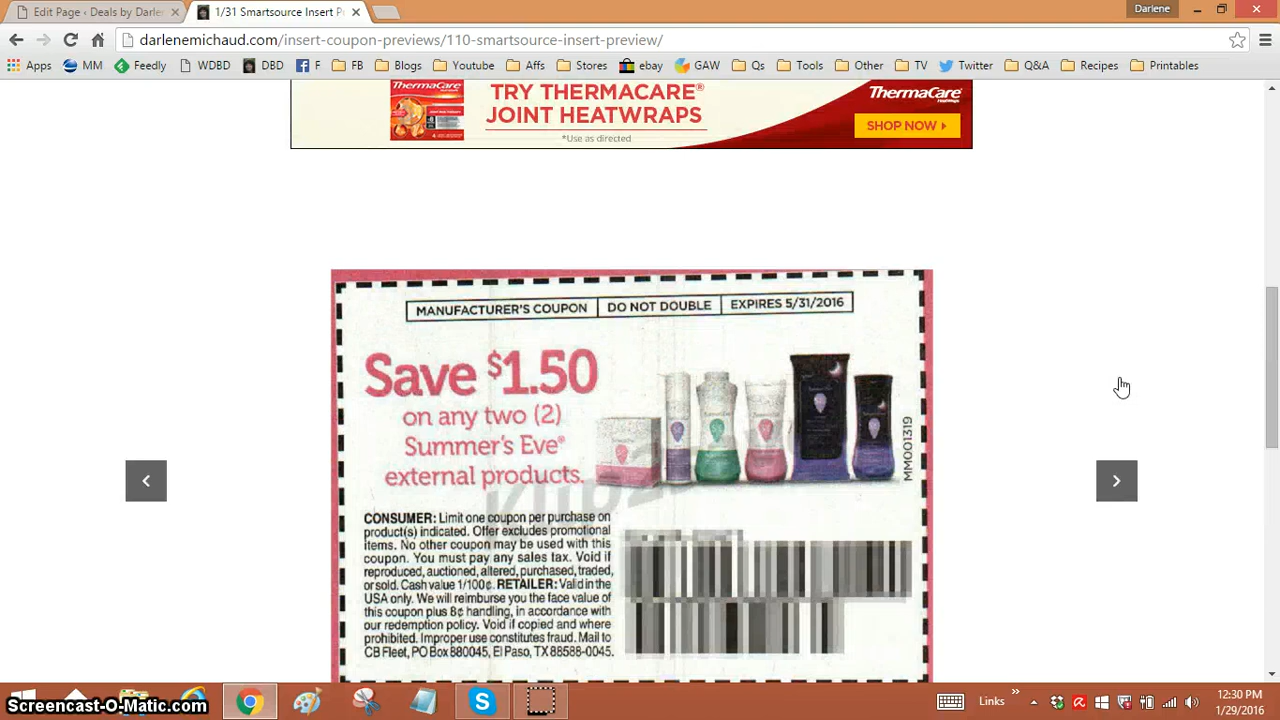 Edit Page ‹ Deals by Darle
1/31 Smartsource Insert P
Darlene
darlenemichaud.com/insert-coupon-previews/110-smartsource-insert-preview/
Apps MM Feedly WDBD DBD F FB Blogs Youtube Affs Stores ebay GAW Qs Tools Other TV Twitter Q&A Recipes Printables
ThermaCare
TRY THERMACARE®
JOINT HEATWRAPS
*Use as directed
ThermaCare
SHOP NOW
MANUFACTURER'S COUPON DO NOT DOUBLE EXPIRES 5/31/2016
Save $1.50
on any two (2)
Summer's Eve®
external products.
MM001319
CONSUMER: Limit one coupon per purchase on
product(s) indicated. Offer excludes promotional
items. No other coupon may be used with this
coupon. You must pay any sales tax. Void if
reproduced, auctioned, altered, purchased, traded,
or sold. Cash value 1/100¢. RETAILER: Valid in the
USA only. We will reimburse you the face value of
this coupon plus 8¢ handling, in accordance with
our redemption policy. Void if copied and where
prohibited. Improper use constitutes fraud. Mail to
CB Fleet, PO Box 880045, El Paso, TX 88588-0045.
Screencast-O-Matic.com
Links
12:30 PM
1/29/2016